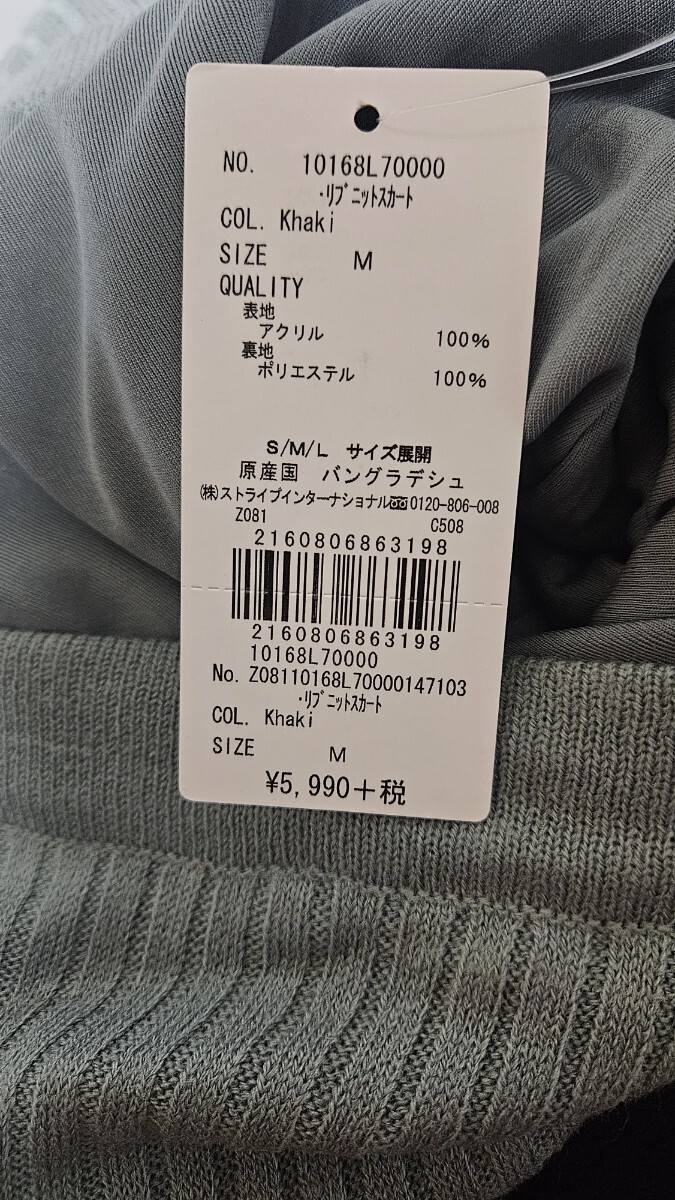 NO. 10168L70000
・リブニットスカート
COL. Khaki
SIZE M
QUALITY
表地
アクリル 100%
裏地
ポリエステル 100%
S/M/L サイズ展開
原産国 バングラデシュ
(株)ストライプインターナショナル 0120-806-008
Z081 C508
2160806863198
2160806863198
10168L70000
No. Z08110168L70000147103
・リブニットスカート
COL. Khaki
SIZE M
¥5,990+税